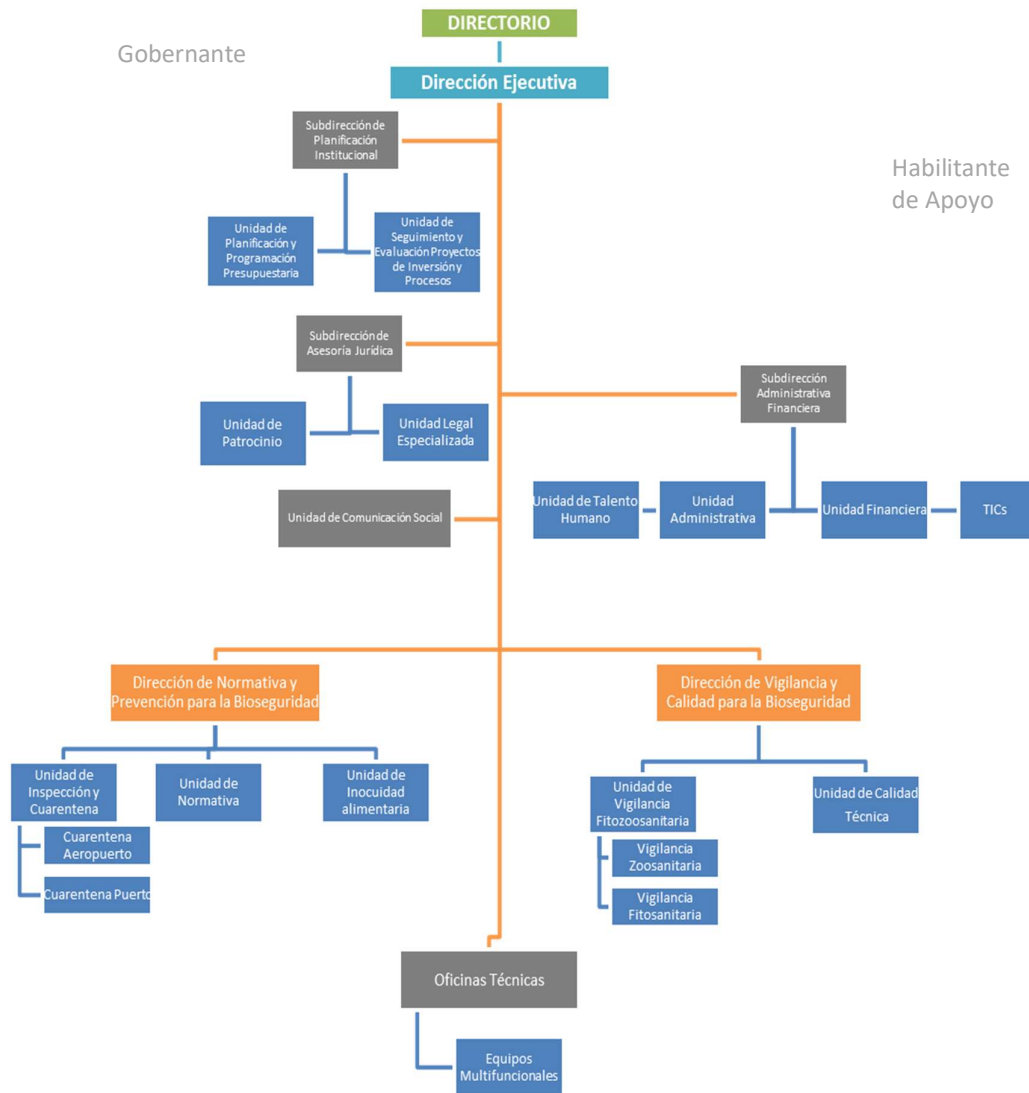 DIRECTORIO
Gobernante
Dirección Ejecutiva
Subdirección de
Planificación
Institucional
Habilitante
de Apoyo
Unidad de
Planificación y
Programación
Presupuestaria
Unidad de
Seguimiento y
Evaluación Proyectos
de Inversión y
Procesos
Subdirección de
Asesoría Jurídica
Subdirección
Administrativa
Financiera
Unidad de
Patrocinio
Unidad Legal
Especializada
Unidad de Comunicación Social
Unidad de Talento
Humano
Unidad
Administrativa
Unidad Financiera
TICs
Dirección de Normativa y
Prevención para la Bioseguridad
Dirección de Vigilancia y
Calidad para la Bioseguridad
Unidad de
Inspección y
Cuarentena
Unidad de
Normativa
Unidad de
Inocuidad
alimentaria
Unidad de
Vigilancia
Fitozoosanitaria
Unidad de Calidad
Técnica
Cuarentena
Aeropuerto
Cuarentena Puerto
Vigilancia
Zoosanitaria
Vigilancia
Fitosanitaria
Oficinas Técnicas
Equipos
Multifuncionales